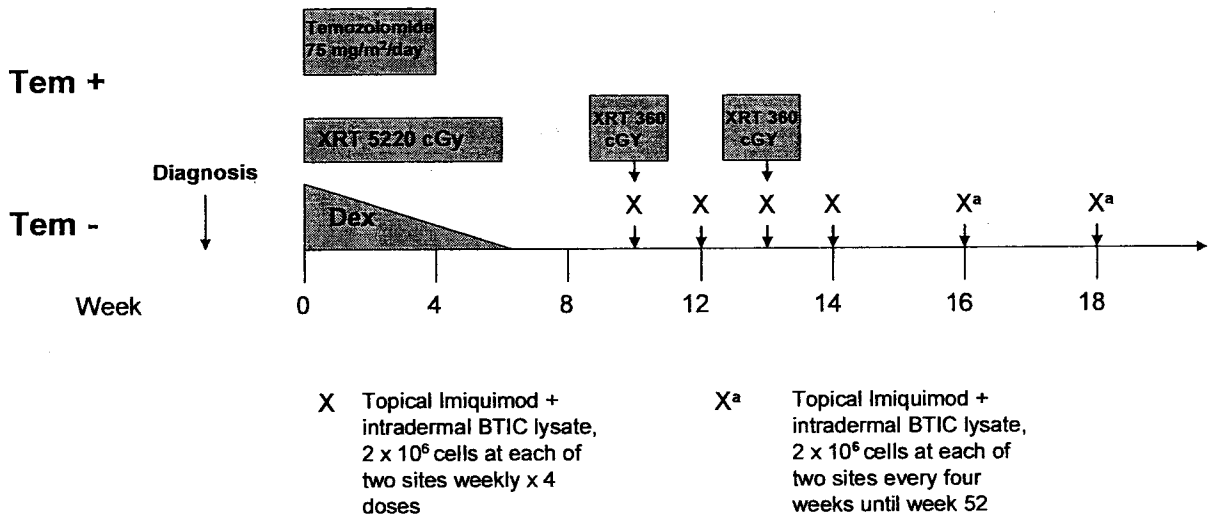 Temozolomide
75 mg/m²/day
Tem +
XRT 5220 cGy
XRT 360
cGY
XRT 360
cGY
Diagnosis
Tem -
Dex
X X X X Xᵃ Xᵃ
Week 0 4 8 12 14 16 18
X Topical Imiquimod +
intradermal BTIC lysate,
2 x 10⁶ cells at each of
two sites weekly x 4
doses
Xᵃ Topical Imiquimod +
intradermal BTIC lysate,
2 x 10⁶ cells at each of
two sites every four
weeks until week 52